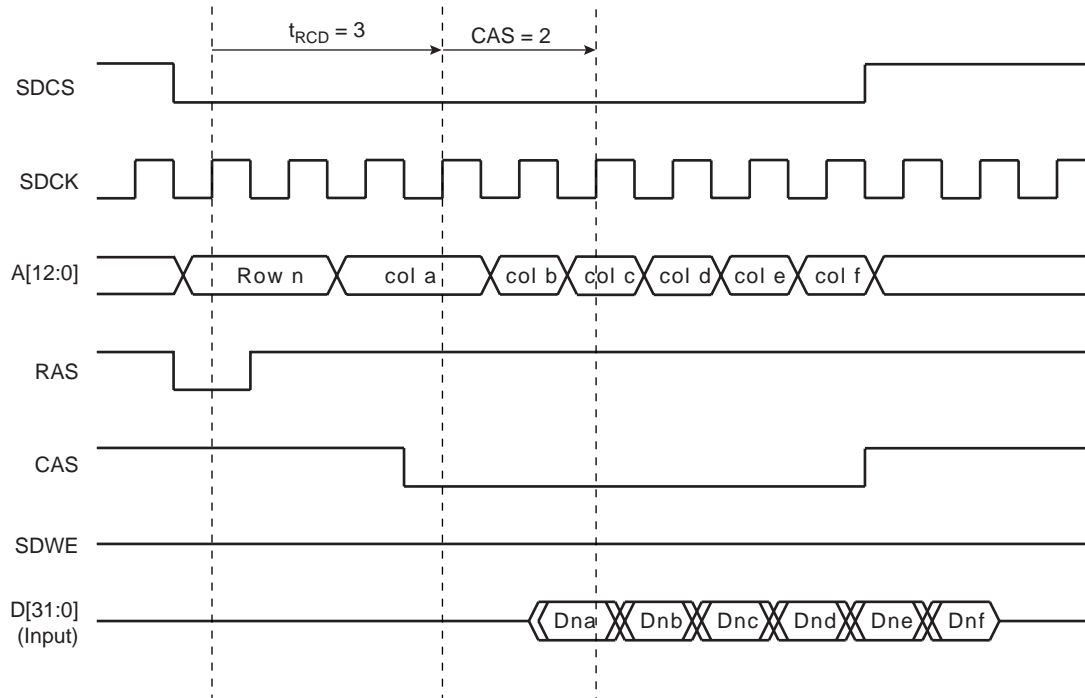 t_RCD = 3 CAS = 2
SDCS
SDCK
A[12:0] Row n col a col b col c col d col e col f
RAS
CAS
SDWE
D[31:0]
(Input) Dna Dnb Dnc Dnd Dne Dnf